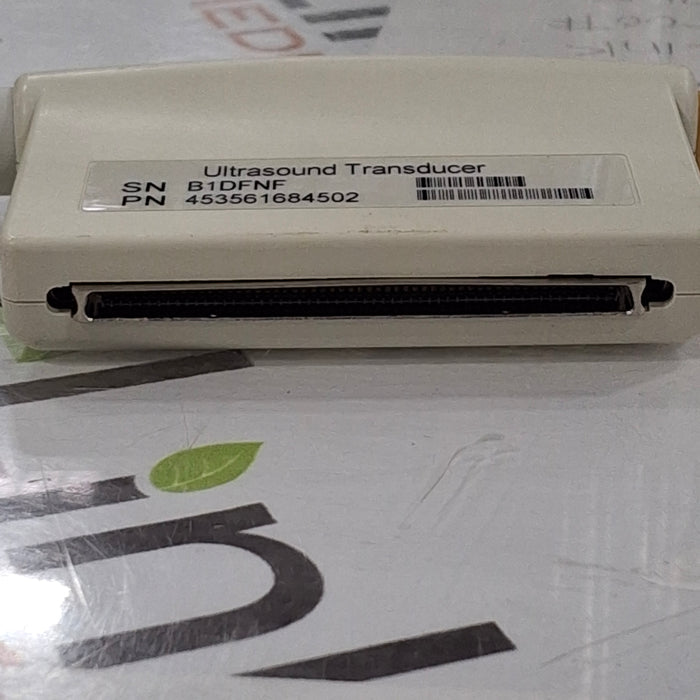 Ultrasound Transducer
SN B1DFNF
PN 453561684502